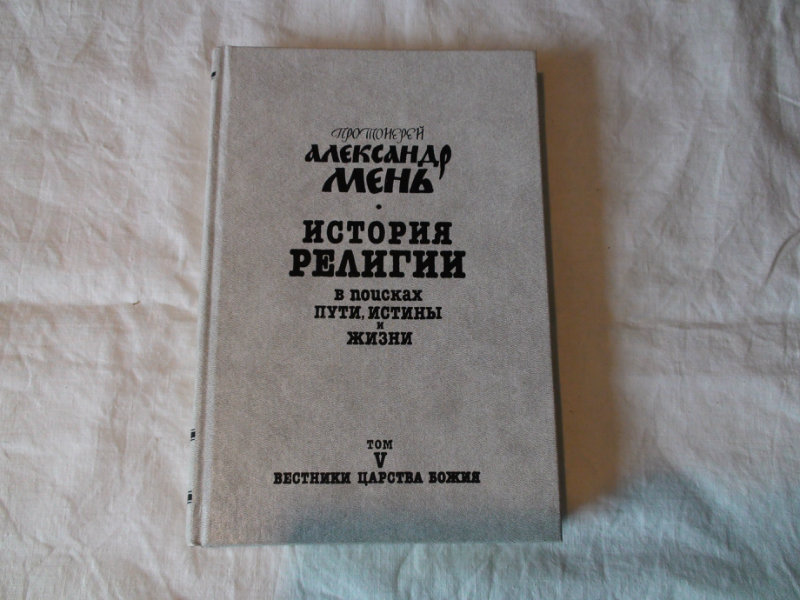 ПРОТОИЕРЕЙ
АЛЕКСАНДР
МЕНЬ
ИСТОРИЯ
РЕЛИГИИ
в поисках
ПУТИ, ИСТИНЫ
и
ЖИЗНИ
ТОМ
V
ВЕСТНИКИ ЦАРСТВА БОЖИЯ